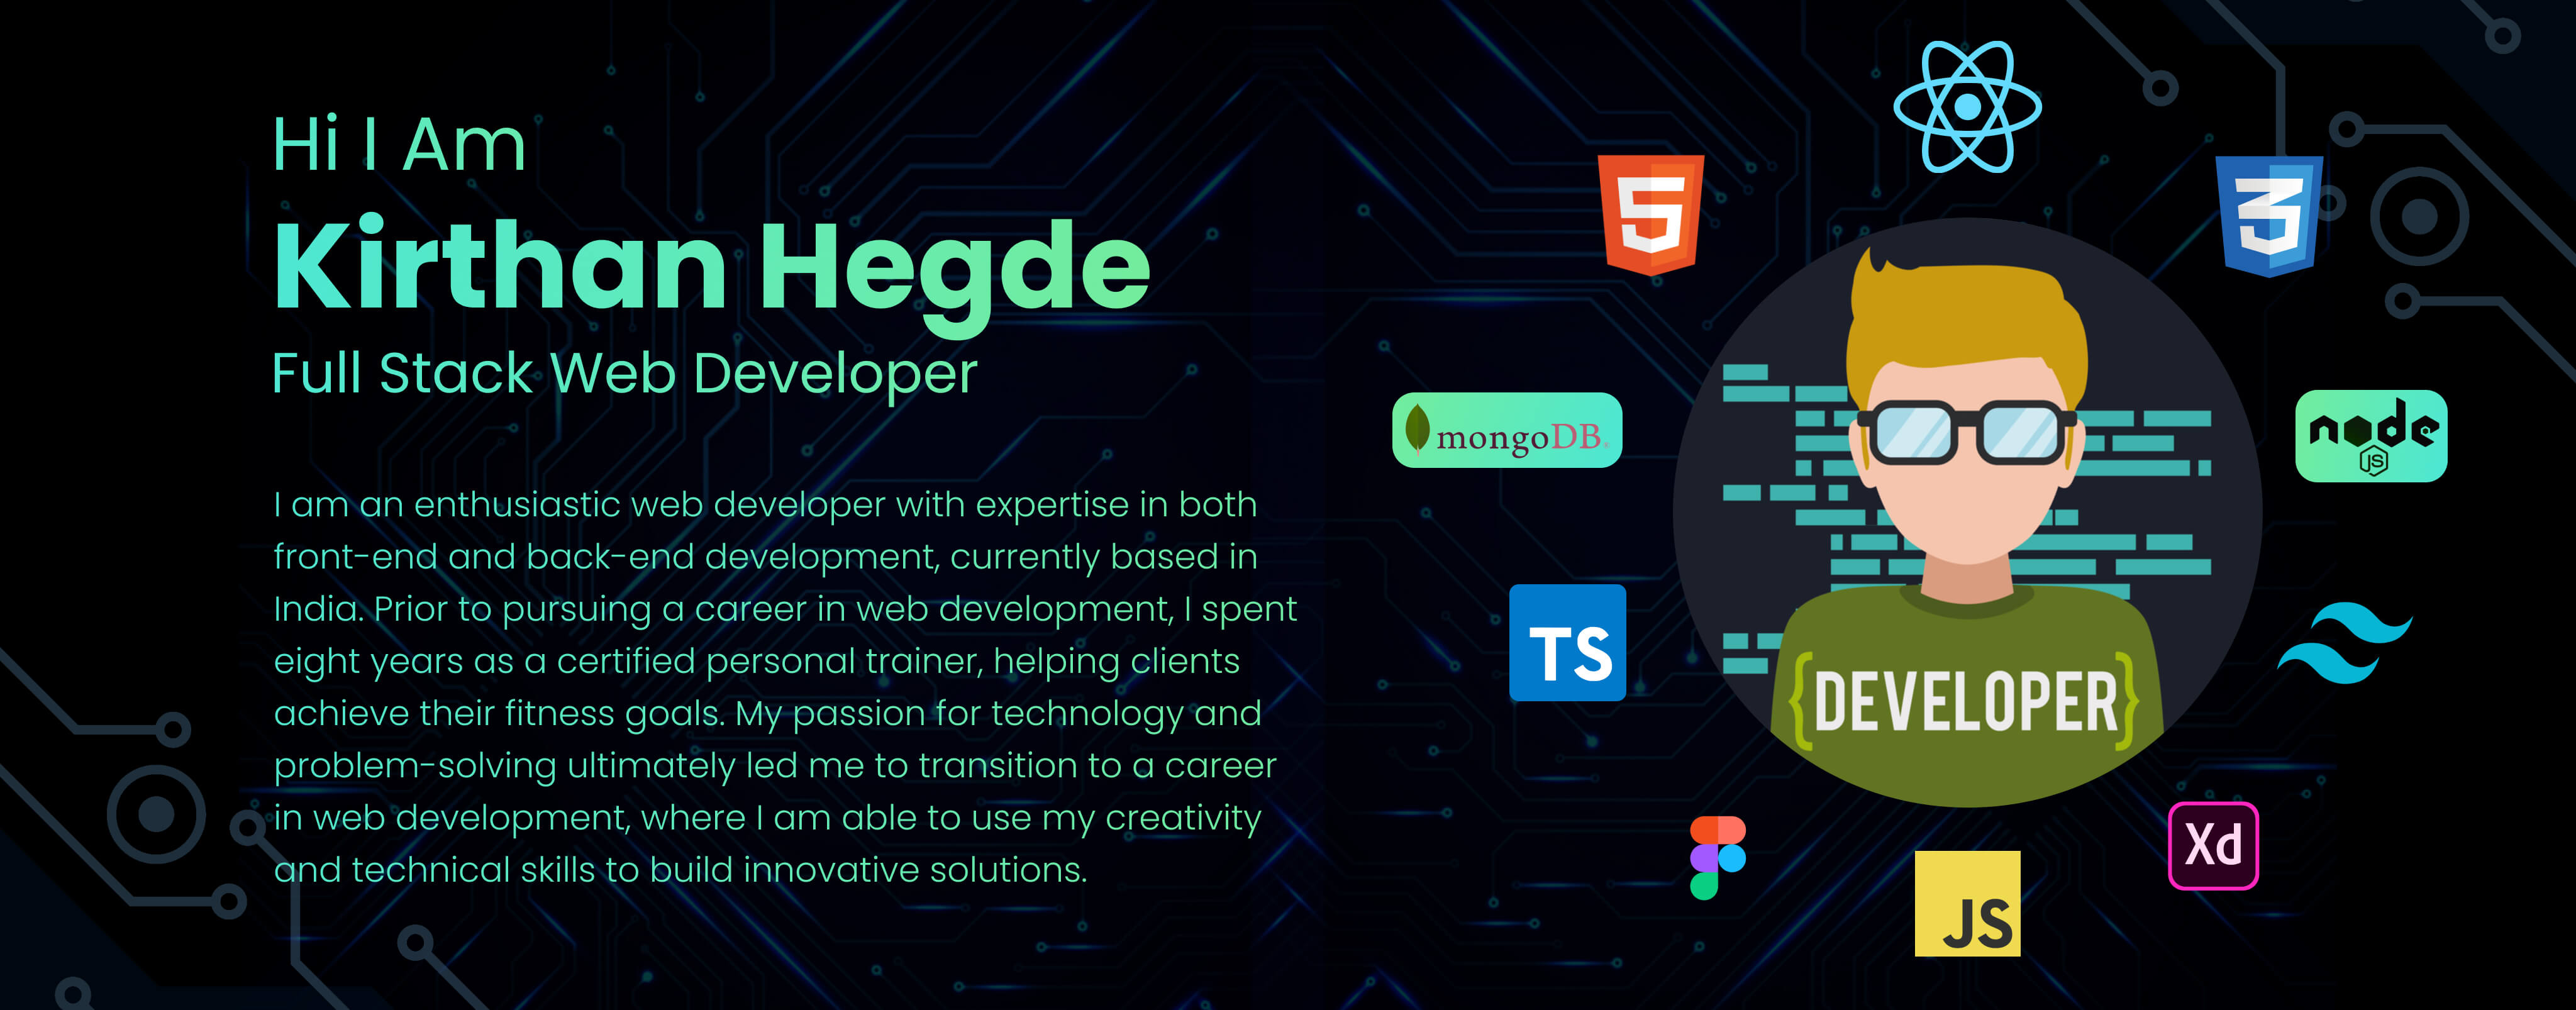 Hi I Am
Kirthan Hegde
Full Stack Web Developer
I am an enthusiastic web developer with expertise in both
front-end and back-end development, currently based in
India. Prior to pursuing a career in web development, I spent
eight years as a certified personal trainer, helping clients
achieve their fitness goals. My passion for technology and
problem-solving ultimately led me to transition to a career
in web development, where I am able to use my creativity
and technical skills to build innovative solutions.
5
3
mongoDB
node
JS
TS
{DEVELOPER}
Xd
JS